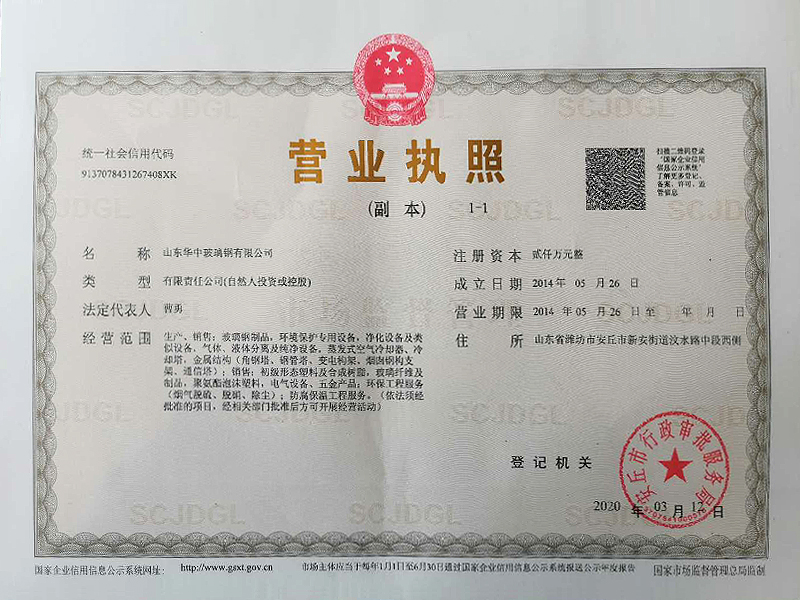 统一社会信用代码
9137078431267408XK
营业执照
(副 本) 1-1
扫描二维码登录
“国家企业信用
信息公示系统”
了解更多登记、
备案、许可、监
管信息
名 称 山东华中玻璃钢有限公司
类 型 有限责任公司(自然人投资或控股)
法定代表人 曹勇
经营范围 生产、销售：玻璃钢制品，环境保护专用设备，净化设备及类
似设备，气体、液体分离及纯净设备，蒸发式空气冷却器、冷
却塔，金属结构（角钢塔、钢管塔、变电构架、烟囱钢构支
架、通信塔）；销售：初级形态塑料及合成树脂，玻璃纤维及
制品，聚氨酯泡沫塑料，电气设备、五金产品；环保工程服务
（烟气脱硫、脱硝、除尘）；防腐保温工程服务。（依法须经
批准的项目，经相关部门批准后方可开展经营活动）
注册资本 贰仟万元整
成立日期 2014年 05 月 26 日
营业期限 2014 年 05 月 26 日至 年 月 日
住 所 山东省潍坊市安丘市新安街道汶水路中段西侧
登记机关
安丘市行政审批服务局
2020 年 03 月 12 日
国家企业信用信息公示系统网址： http://www.gsxt.gov.cn
市场主体应当于每年1月1日至6月30日通过国家企业信用信息公示系统报送公示年度报告
国家市场监督管理总局监制
SCJDGL